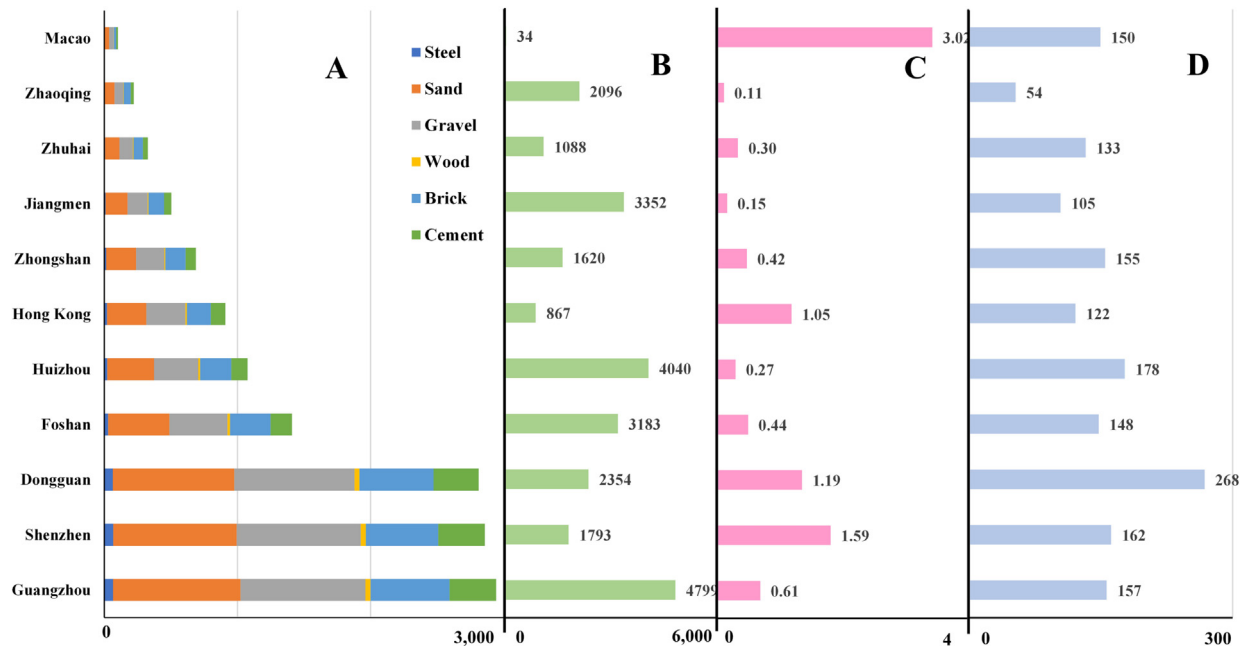 A
B
C
D
Steel
Sand
Gravel
Wood
Brick
Cement
Macao 34 3.02 150
Zhaoqing 2096 0.11 54
Zhuhai 1088 0.30 133
Jiangmen 3352 0.15 105
Zhongshan 1620 0.42 155
Hong Kong 867 1.05 122
Huizhou 4040 0.27 178
Foshan 3183 0.44 148
Dongguan 2354 1.19 268
Shenzhen 1793 1.59 162
Guangzhou 4799 0.61 157
0 3,000 0 6,000 0 4 0 300